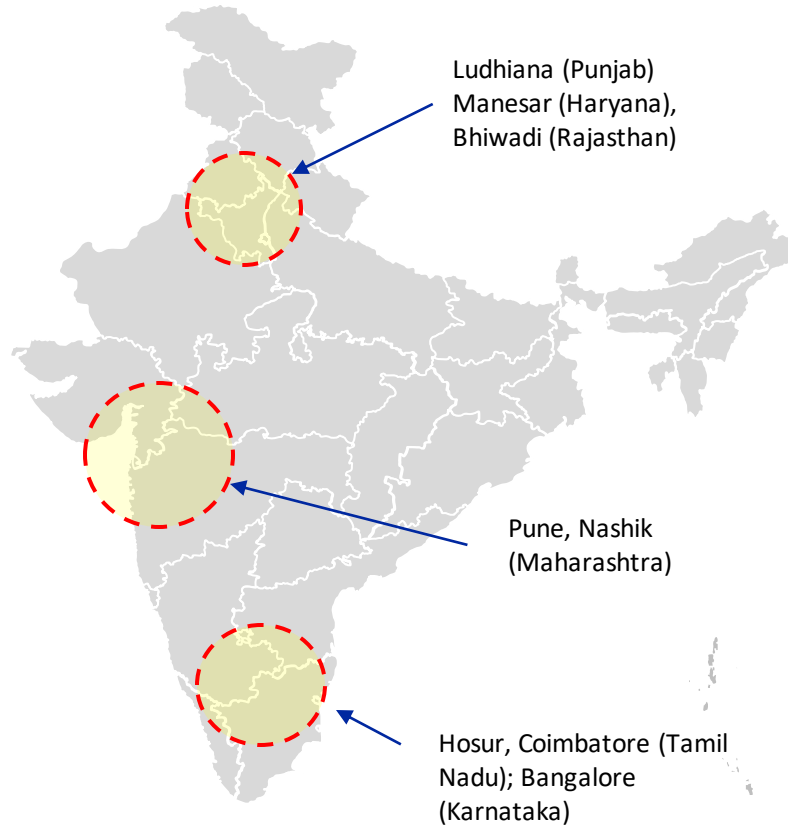 Ludhiana (Punjab)
Manesar (Haryana),
Bhiwadi (Rajasthan)
Pune, Nashik
(Maharashtra)
Hosur, Coimbatore (Tamil
Nadu); Bangalore
(Karnataka)